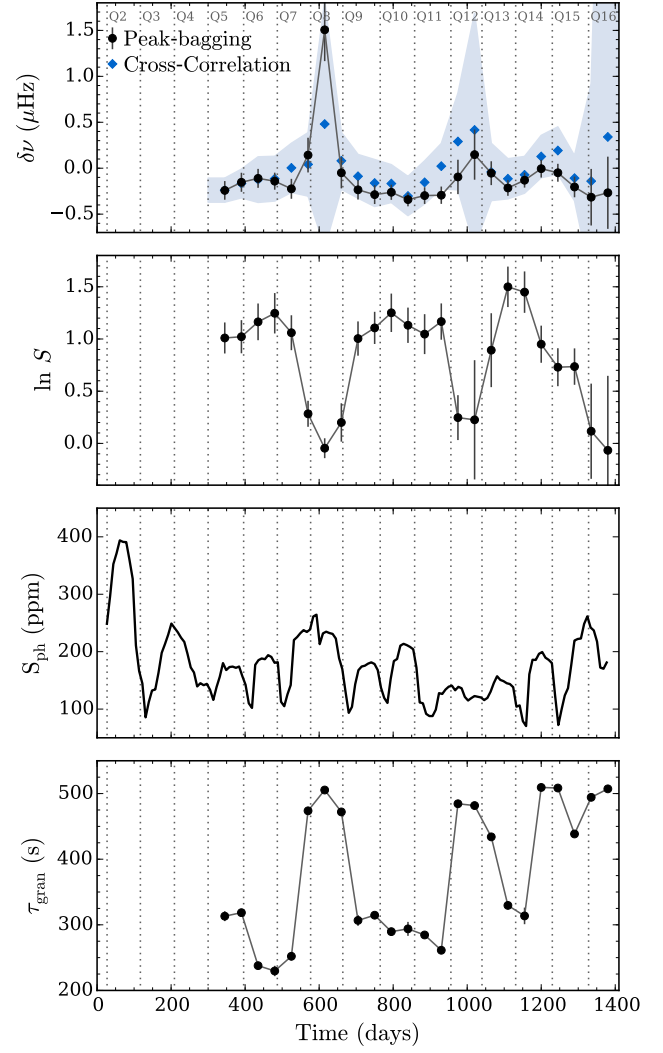 Q2 Q3 Q4 Q5 Q6 Q7 Q8 Q9 Q10 Q11 Q12 Q13 Q14 Q15 Q16
Peak-bagging
Cross-Correlation
1.5
1.0
0.5
0.0
−0.5
δν (μHz)
1.5
1.0
0.5
0.0
ln S
400
300
200
100
S_ph (ppm)
500
400
300
200
τ_gran (s)
0 200 400 600 800 1000 1200 1400
Time (days)